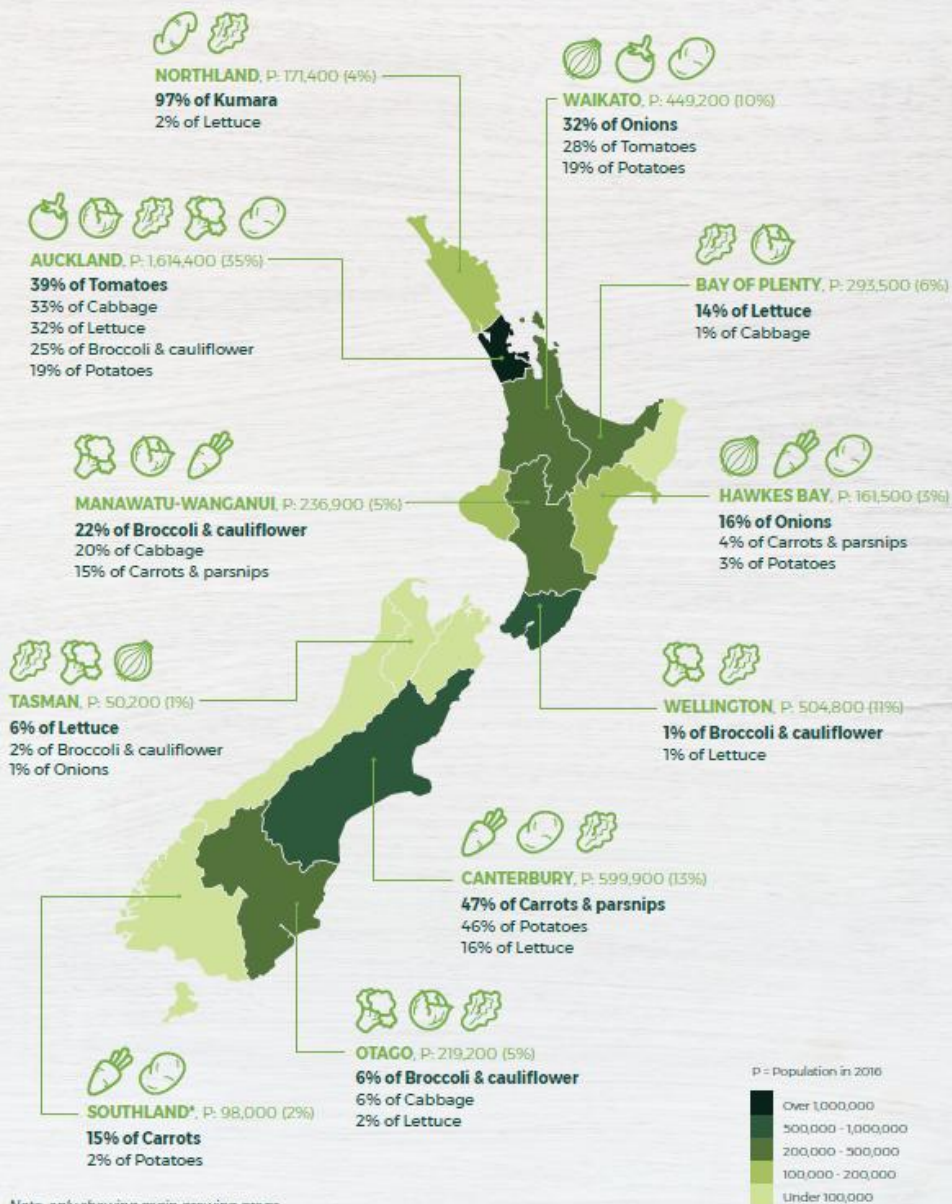 NORTHLAND, P: 171,400 (4%)
97% of Kumara
2% of Lettuce
WAIKATO, P: 449,200 (10%)
32% of Onions
28% of Tomatoes
19% of Potatoes
AUCKLAND, P: 1,614,400 (35%)
39% of Tomatoes
33% of Cabbage
32% of Lettuce
25% of Broccoli & cauliflower
19% of Potatoes
BAY OF PLENTY, P: 293,500 (6%)
14% of Lettuce
1% of Cabbage
MANAWATU-WANGANUI, P: 236,900 (5%)
22% of Broccoli & cauliflower
20% of Cabbage
15% of Carrots & parsnips
HAWKES BAY, P: 161,500 (3%)
16% of Onions
4% of Carrots & parsnips
3% of Potatoes
TASMAN, P: 50,200 (1%)
6% of Lettuce
2% of Broccoli & cauliflower
1% of Onions
WELLINGTON, P: 504,800 (11%)
1% of Broccoli & cauliflower
1% of Lettuce
CANTERBURY, P: 599,900 (13%)
47% of Carrots & parsnips
46% of Potatoes
16% of Lettuce
OTAGO, P: 219,200 (5%)
6% of Broccoli & cauliflower
6% of Cabbage
2% of Lettuce
SOUTHLAND*, P: 98,000 (2%)
15% of Carrots
2% of Potatoes
P = Population in 2016
Over 1,000,000
500,000 - 1,000,000
200,000 - 500,000
100,000 - 200,000
Under 100,000